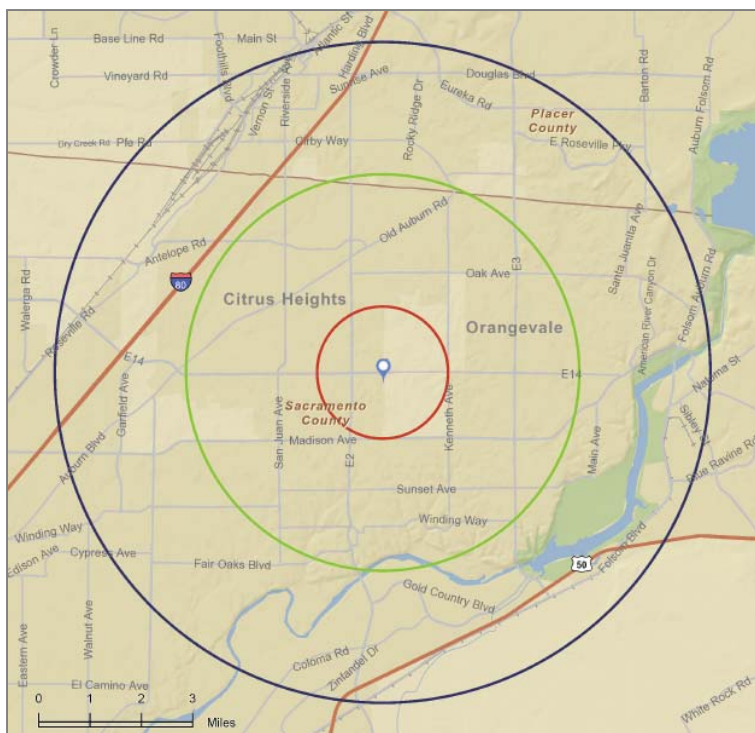 Crowder Ln
Base Line Rd
Main St
Atlantic St
Harding Blvd
Foothills Blvd
Vineyard Rd
Vernon St
Riverside Ave
Sunrise Ave
Douglas Blvd
Barton Rd
Eureka Rd
Rocky Ridge Dr
Placer
County
Auburn Folsom Rd
Dry Creek Rd
Pfe Rd
Cirby Way
E Roseville Pky
Old Auburn Rd
Santa Juanita Ave
Antelope Rd
E3
Oak Ave
American River Canyon Dr
Folsom Auburn Rd
Walerga Rd
80
Citrus Heights
Orangevale
Roseville Rd
E14
E14
Natoma St
Garfield Ave
San Juan Ave
Sacramento
County
Kenneth Ave
Sibley St
Madison Ave
Main Ave
Auburn Blvd
E2
Blue Ravine Rd
Sunset Ave
Winding Way
Winding Way
Edison Ave
Cypress Ave
Fair Oaks Blvd
50
Folsom Blvd
Gold Country Blvd
Eastern Ave
Walnut Ave
Coloma Rd
Zinfandel Dr
El Camino Ave
White Rock Rd
0 1 2 3
Miles